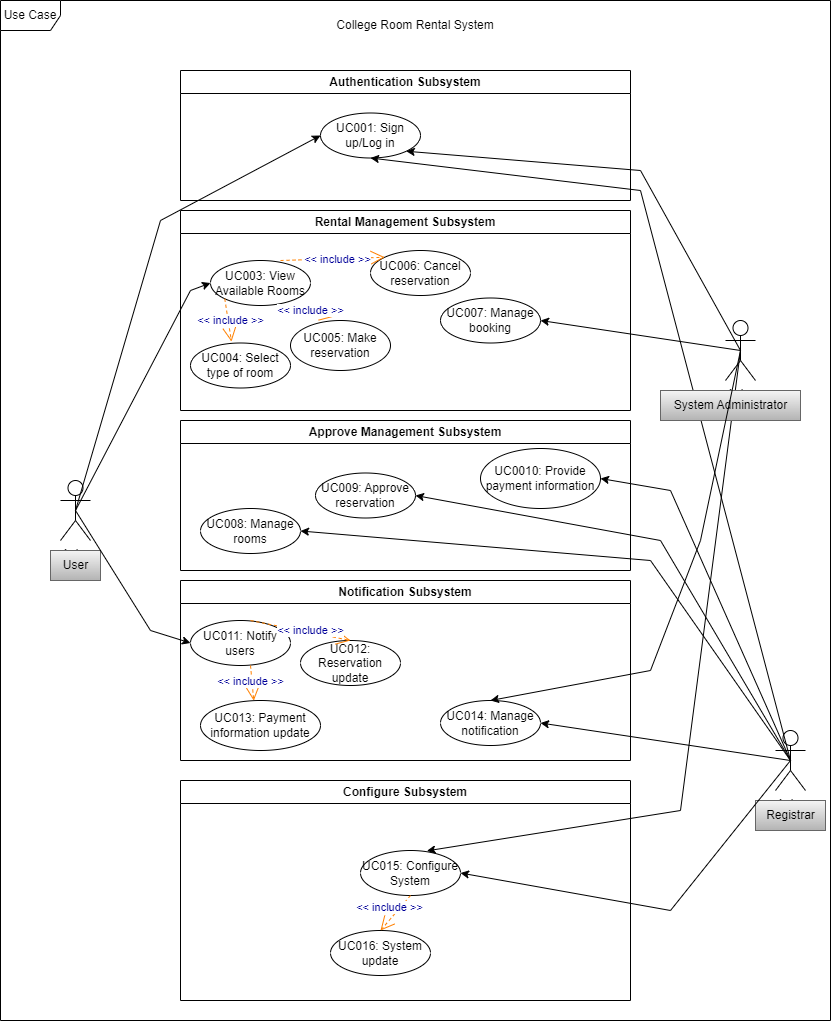 Use Case
College Room Rental System
Authentication Subsystem
UC001: Sign
up/Log in
Rental Management Subsystem
<< include >>
UC006: Cancel
reservation
UC003: View
Available Rooms
<< include >>
UC007: Manage
booking
<< include >>
UC005: Make
reservation
UC004: Select
type of room
System Administrator
Approve Management Subsystem
UC0010: Provide
payment information
UC009: Approve
reservation
UC008: Manage
rooms
User
Notification Subsystem
<< include >>
UC011: Notify
users
UC012:
Reservation
update
<< include >>
UC013: Payment
information update
UC014: Manage
notification
Configure Subsystem
Registrar
UC015: Configure
System
<< include >>
UC016: System
update